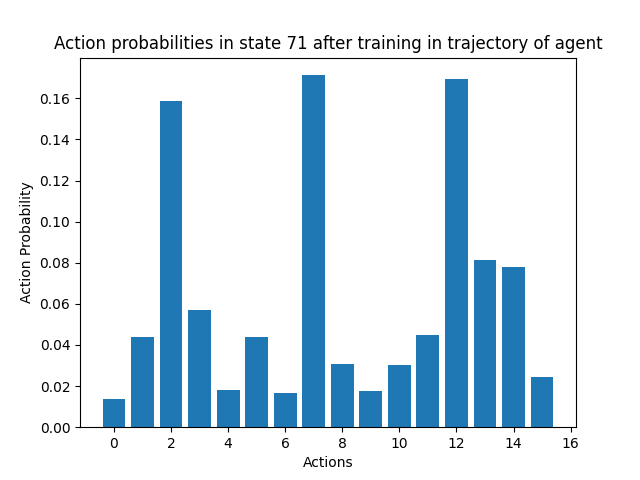 Action probabilities in state 71 after training in trajectory of agent
0.16
0.14
0.12
0.10
0.08
0.06
0.04
0.02
0.00
Action Probability
0 2 4 6 8 10 12 14 16
Actions